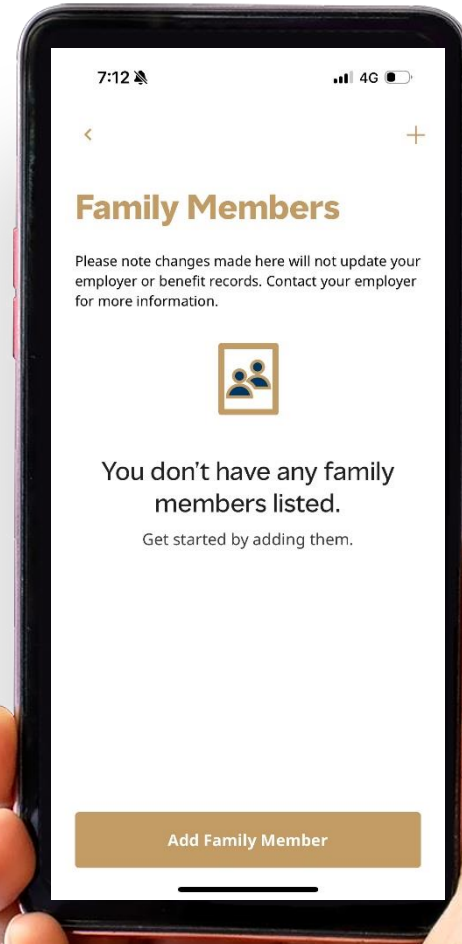 7:12 4G
Family Members
Please note changes made here will not update your
employer or benefit records. Contact your employer
for more information.
You don't have any family
members listed.
Get started by adding them.
Add Family Member